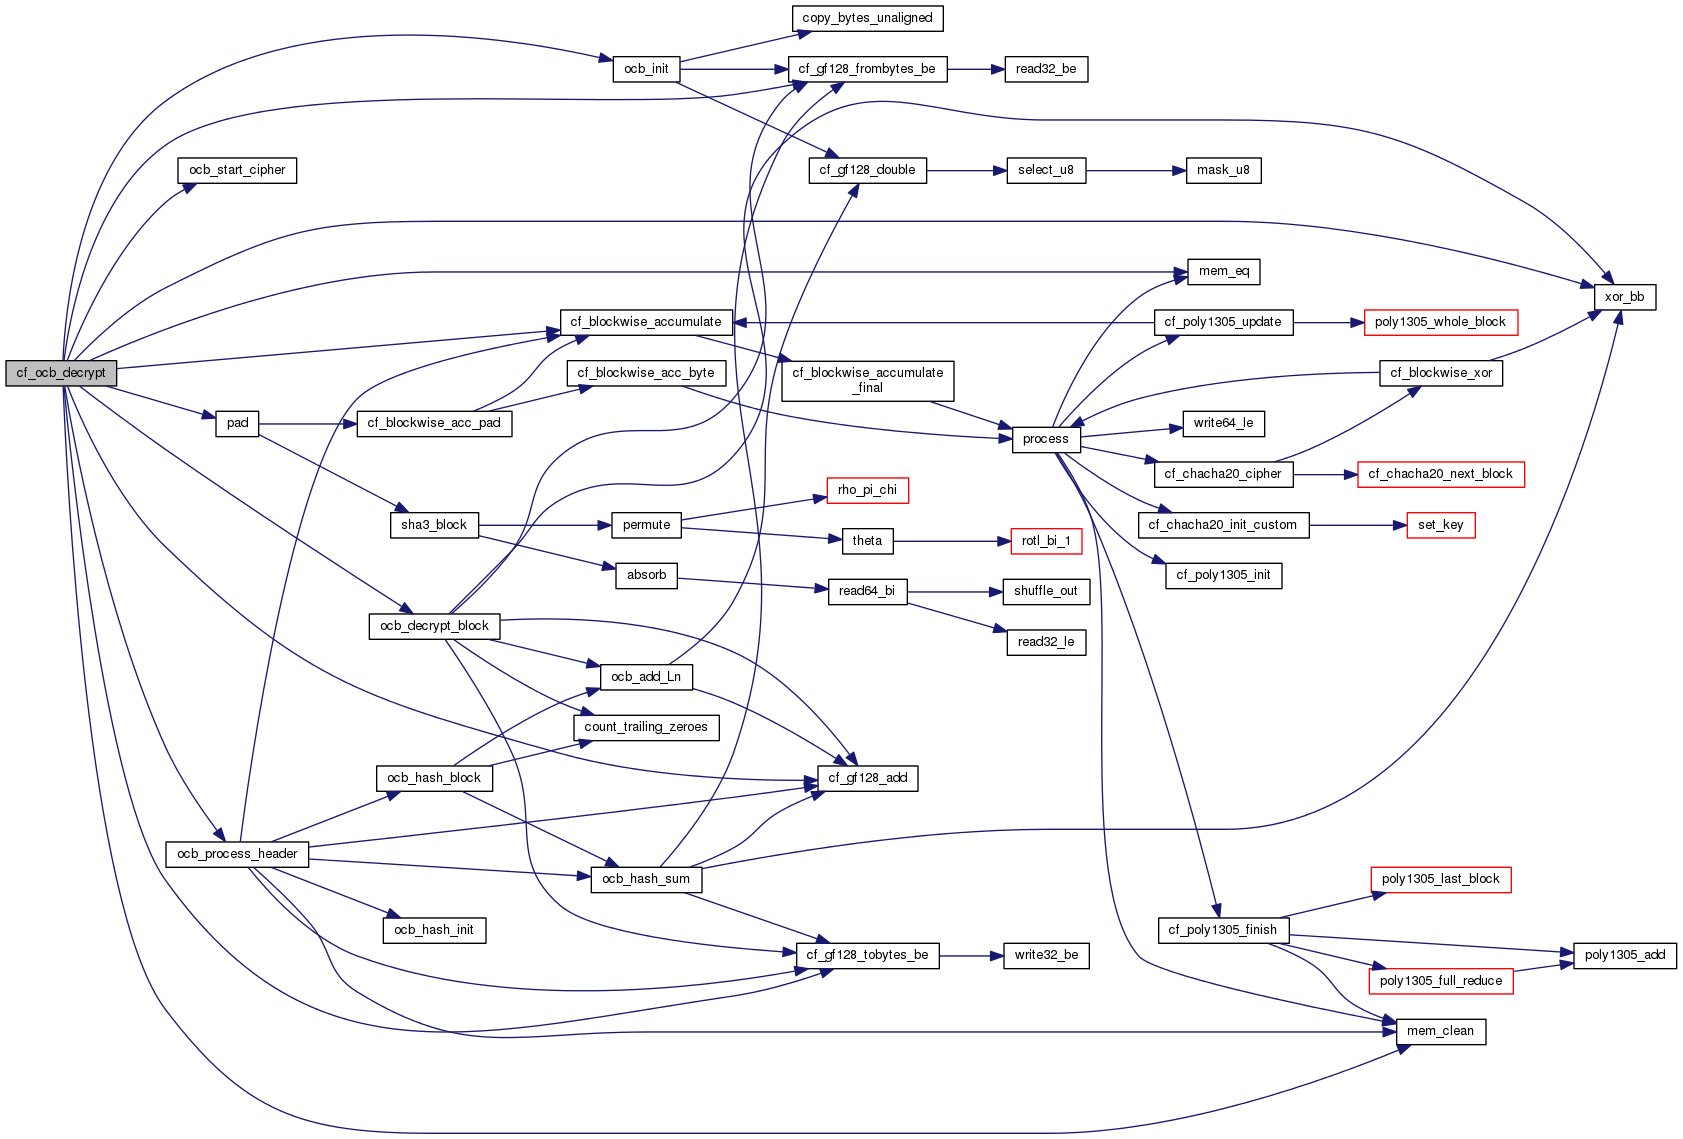 copy_bytes_unaligned
ocb_init
cf_gf128_frombytes_be
read32_be
ocb_start_cipher
cf_gf128_double
select_u8
mask_u8
mem_eq
xor_bb
cf_blockwise_accumulate
cf_poly1305_update
poly1305_whole_block
cf_ocb_decrypt
cf_blockwise_acc_byte
cf_blockwise_accumulate
_final
cf_blockwise_xor
pad
cf_blockwise_acc_pad
process
write64_le
cf_chacha20_cipher
cf_chacha20_next_block
rho_pi_chi
sha3_block
permute
cf_chacha20_init_custom
set_key
theta
rotl_bi_1
absorb
cf_poly1305_init
read64_bi
shuffle_out
ocb_decrypt_block
read32_le
ocb_add_Ln
count_trailing_zeroes
ocb_hash_block
cf_gf128_add
ocb_process_header
ocb_hash_sum
poly1305_last_block
ocb_hash_init
cf_poly1305_finish
cf_gf128_tobytes_be
write32_be
poly1305_add
poly1305_full_reduce
mem_clean